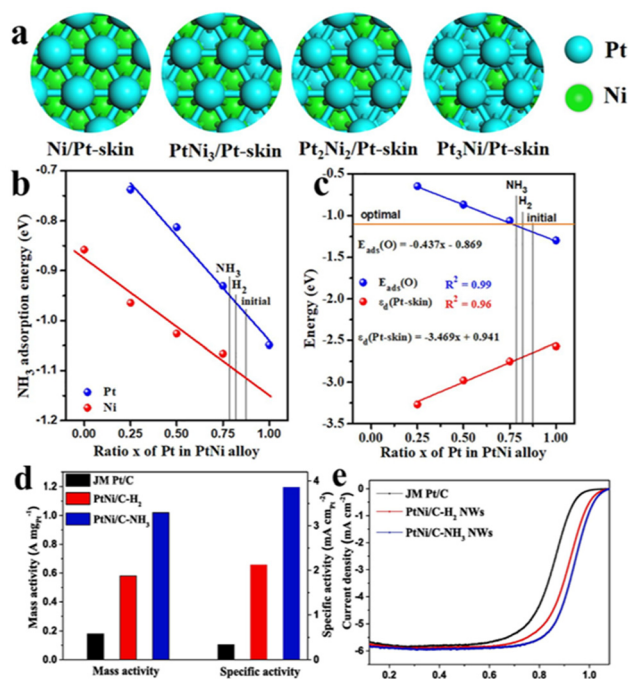 a
Pt
Ni
Ni/Pt-skin PtNi₃/Pt-skin Pt₂Ni₂/Pt-skin Pt₃Ni/Pt-skin
b
NH₃ adsorption energy (eV)
-0.7
-0.8
-0.9
-1.0
-1.1
-1.2
NH₃
H₂
initial
Pt
Ni
0.00 0.25 0.50 0.75 1.00
Ratio x of Pt in PtNi alloy
c
Energy (eV)
-0.5
-1.0
-1.5
-2.0
-2.5
-3.0
-3.5
NH₃
H₂
initial
optimal
E_ads(O) = -0.437x - 0.869
E_ads(O) R² = 0.99
ε_d(Pt-skin) R² = 0.96
ε_d(Pt-skin) = -3.469x + 0.941
0.00 0.25 0.50 0.75 1.00
Ratio x of Pt in PtNi alloy
d
Mass activity (A mg_Pt⁻¹)
1.2
1.0
0.8
0.6
0.4
0.2
0.0
JM Pt/C
PtNi/C-H₂
PtNi/C-NH₃
4
3
2
1
0
Specific activity (mA cm_Pt⁻²)
Mass activity Specific activity
e
Current density (mA cm⁻²)
0
-1
-2
-3
-4
-5
-6
JM Pt/C
PtNi/C-H₂ NWs
PtNi/C-NH₃ NWs
0.2 0.4 0.6 0.8 1.0